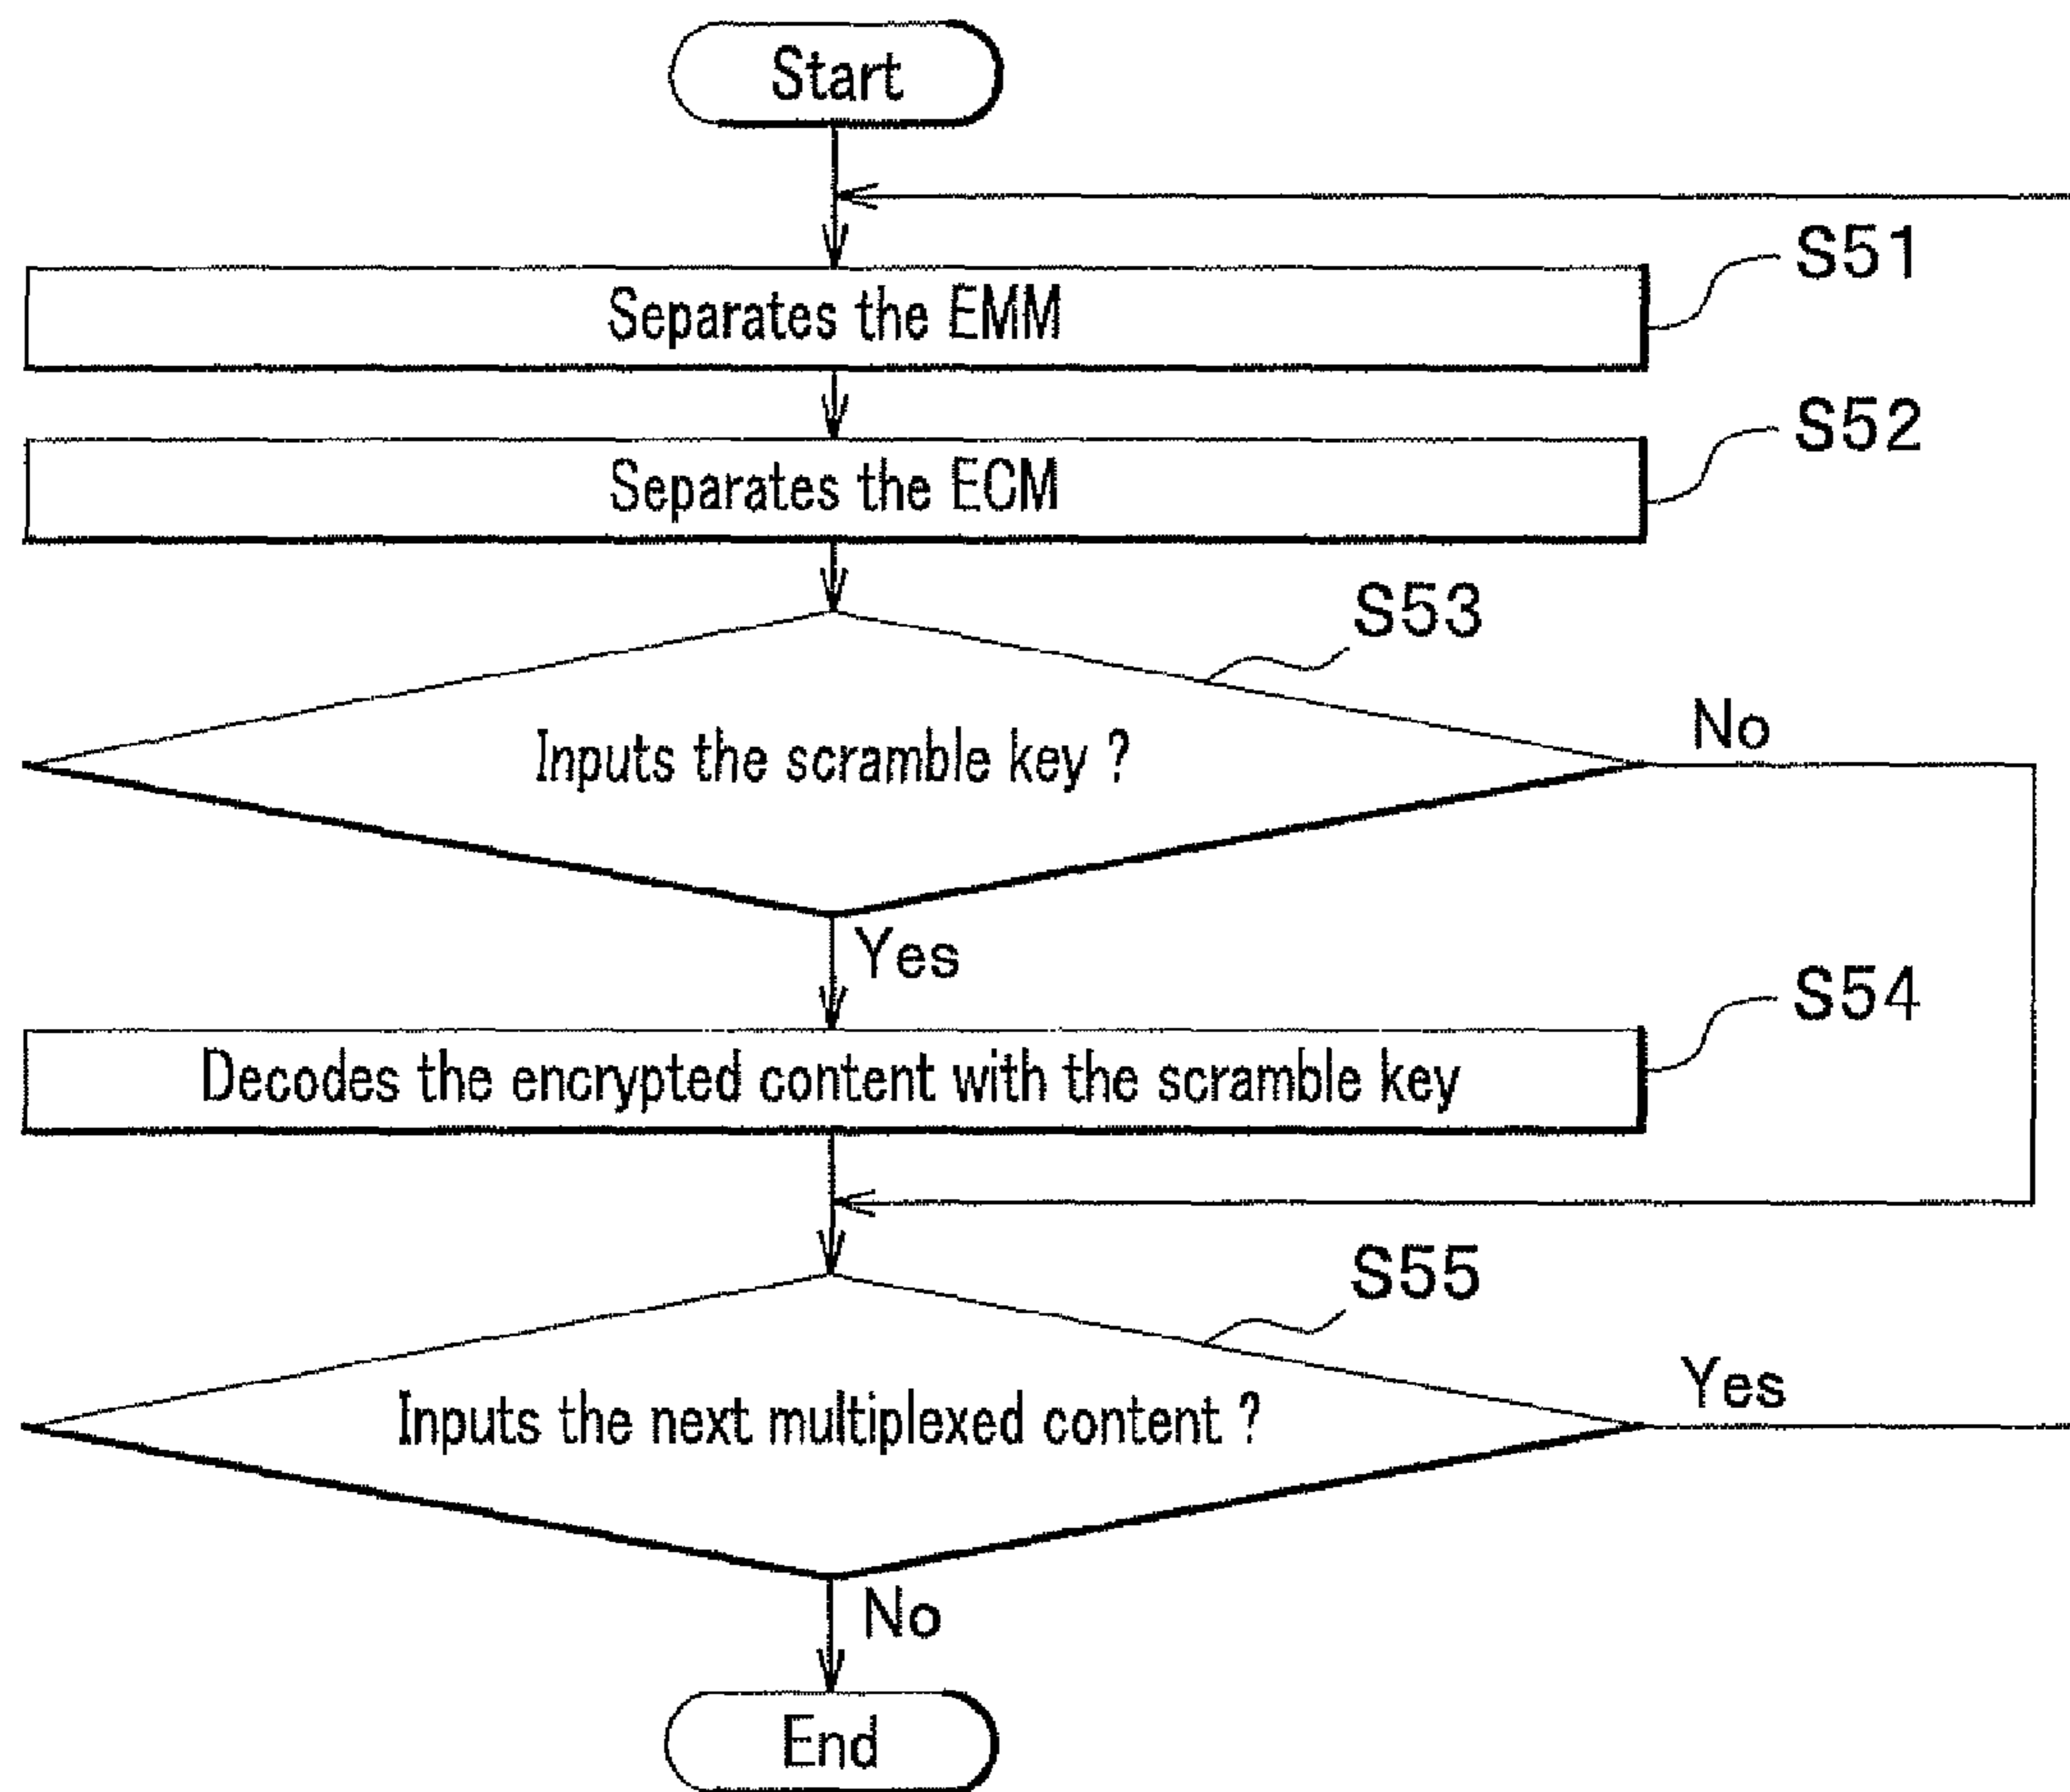 Start
S51
Separates the EMM
S52
Separates the ECM
S53
Inputs the scramble key ?
No
Yes
S54
Decodes the encrypted content with the scramble key
S55
Inputs the next multiplexed content ?
Yes
No
End